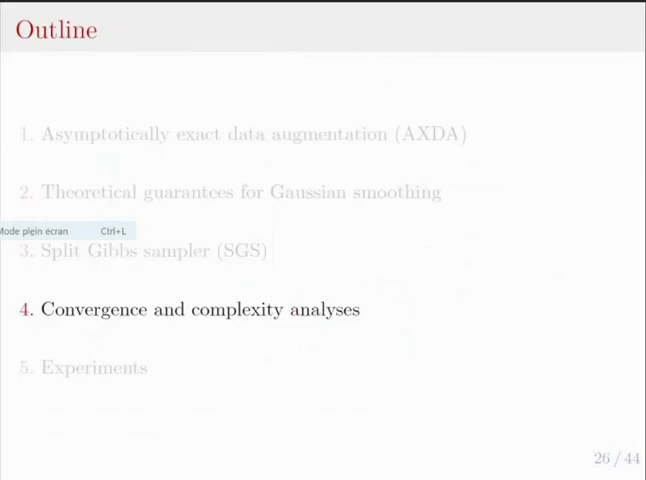 Outline
1. Asymptotically exact data augmentation (AXDA)
2. Theoretical guarantees for Gaussian smoothing
Mode plein écran Ctrl+L
3. Split Gibbs sampler (SGS)
4. Convergence and complexity analyses
5. Experiments
26 / 44